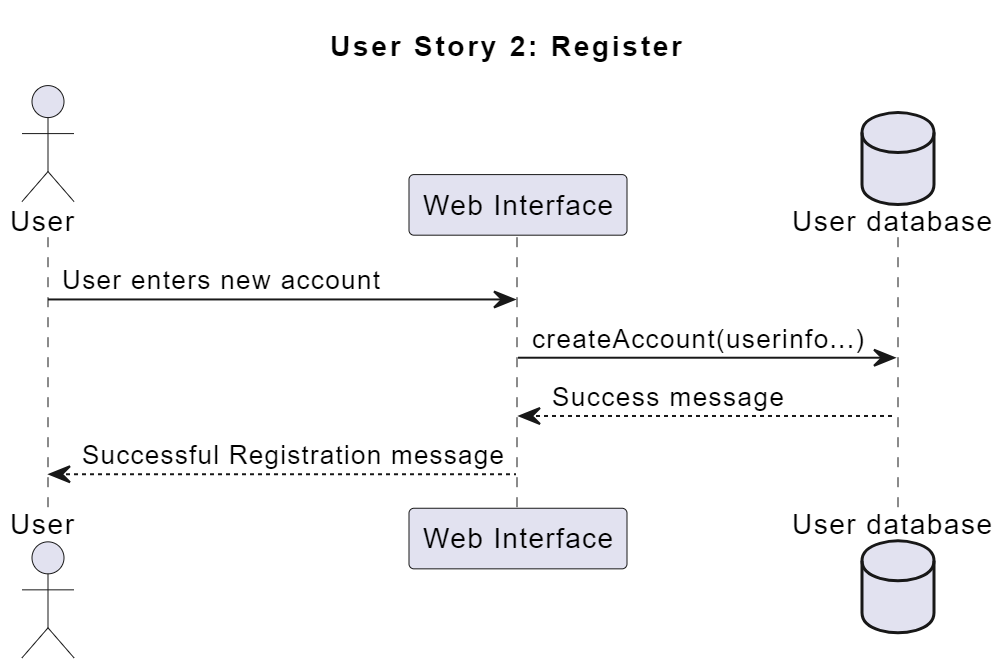 User Story 2: Register
User
Web Interface
User database
User enters new account
createAccount(userinfo...)
Success message
Successful Registration message
User
Web Interface
User database